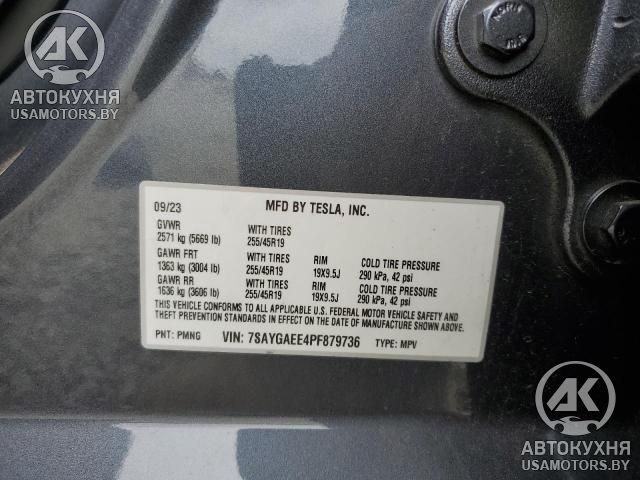 AK
АВТОКУХНЯ
USAMOTORS.BY
09/23 MFD BY TESLA, INC.
GVWR WITH TIRES
2571 kg (5669 lb) 255/45R19
GAWR FRT WITH TIRES RIM COLD TIRE PRESSURE
1363 kg (3004 lb) 255/45R19 19X9.5J 290 kPa, 42 psi
GAWR RR WITH TIRES RIM COLD TIRE PRESSURE
1636 kg (3606 lb) 255/45R19 19X9.5J 290 kPa, 42 psi
THIS VEHICLE CONFORMS TO ALL APPLICABLE U.S. FEDERAL MOTOR VEHICLE SAFETY AND
THEFT PREVENTION STANDARDS IN EFFECT ON THE DATE OF MANUFACTURE SHOWN ABOVE.
PNT: PMNG VIN: 7SAYGAEE4PF879736 TYPE: MPV
AK
АВТОКУХНЯ
USAMOTORS.BY